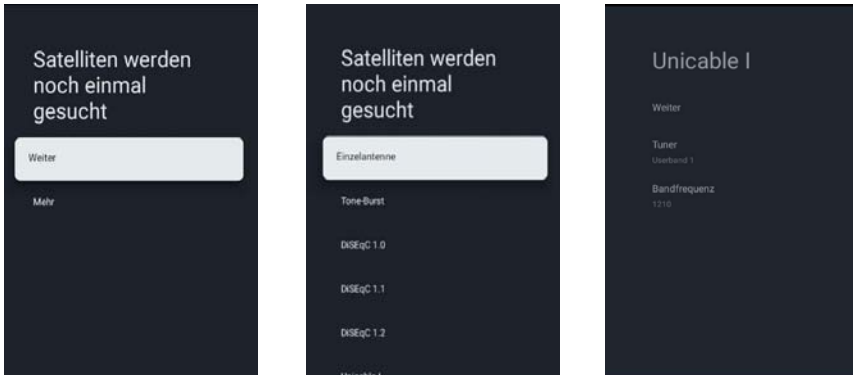 Satelliten werden
noch einmal
gesucht
Weiter
Mehr
Satelliten werden
noch einmal
gesucht
Einzelantenne
Tone-Burst
DiSEqC 1.0
DiSEqC 1.1
DiSEqC 1.2
Unicable I
Unicable I
Weiter
Tuner
Userband 1
Bandfrequenz
1210